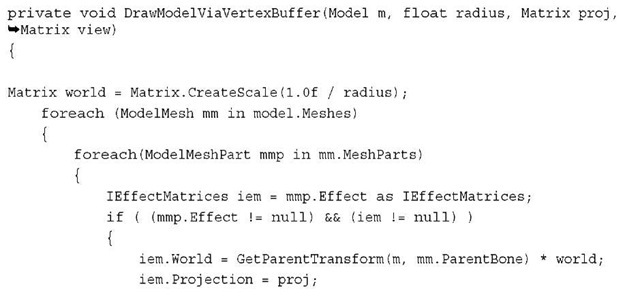 private void DrawModelViaVertexBuffer(Model m, float radius, Matrix proj,
➥Matrix view)
{
Matrix world = Matrix.CreateScale(1.0f / radius);
foreach (ModelMesh mm in model.Meshes)
{
foreach(ModelMeshPart mmp in mm.MeshParts)
{
IEffectMatrices iem = mmp.Effect as IEffectMatrices;
if ( (mmp.Effect != null) && (iem != null) )
{
iem.World = GetParentTransform(m, mm.ParentBone) * world;
iem.Projection = proj;